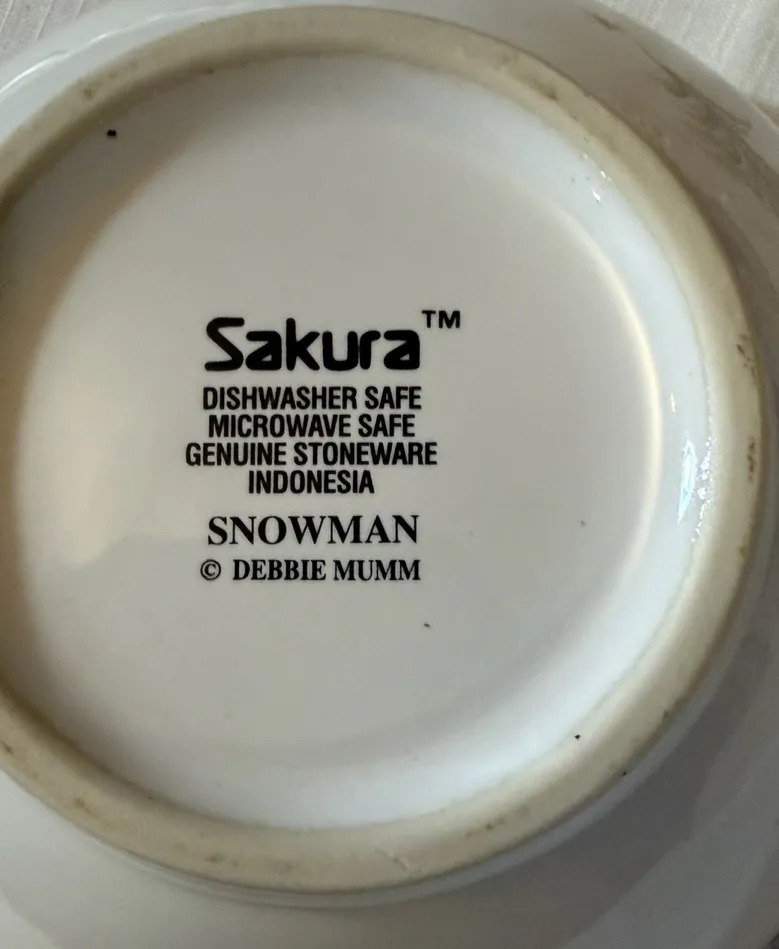 Sakura™
DISHWASHER SAFE
MICROWAVE SAFE
GENUINE STONEWARE
INDONESIA
SNOWMAN
© DEBBIE MUMM